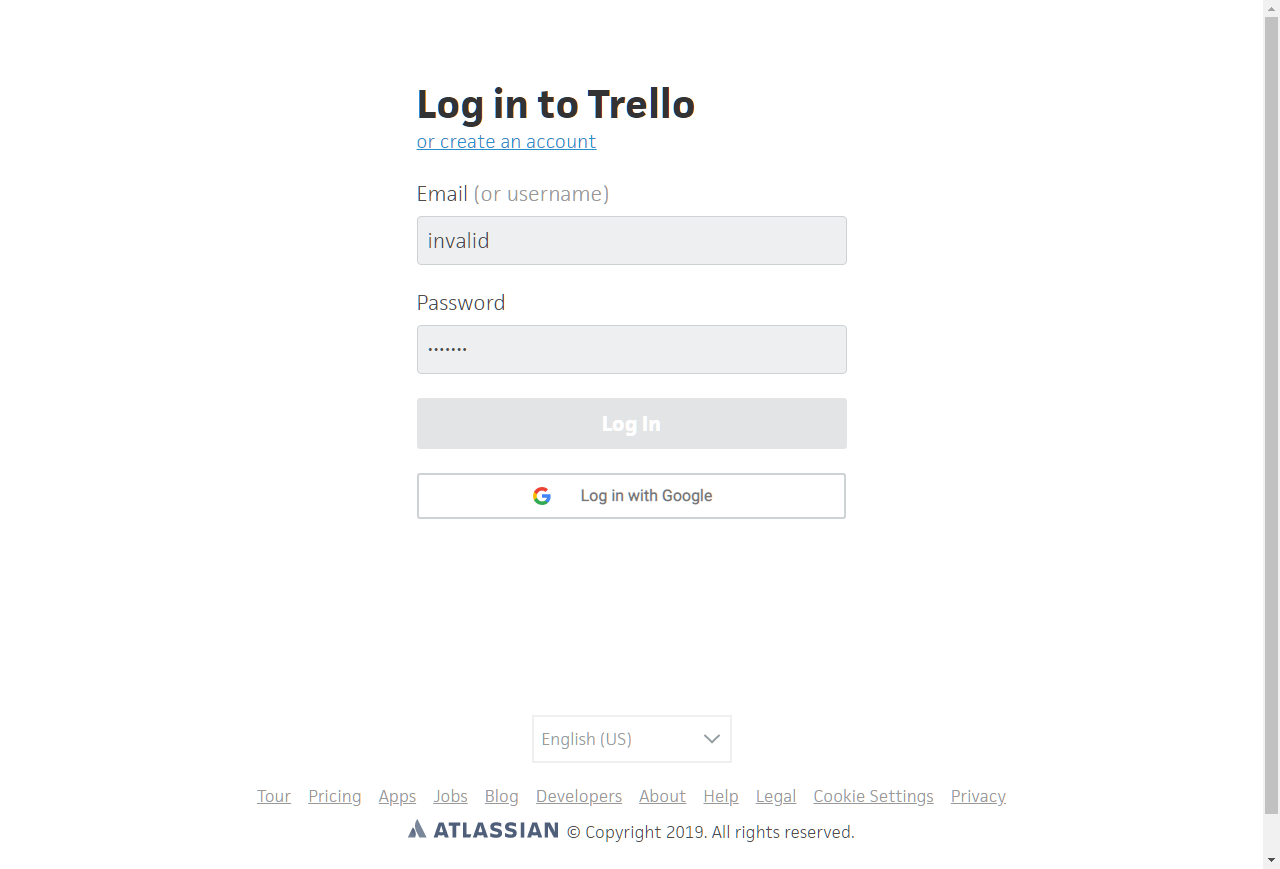 Log in to Trello
or create an account
Email (or username)
invalid
Password
•••••••
Log In
Log in with Google
English (US)
Tour Pricing Apps Jobs Blog Developers About Help Legal Cookie Settings Privacy
ATLASSIAN © Copyright 2019. All rights reserved.